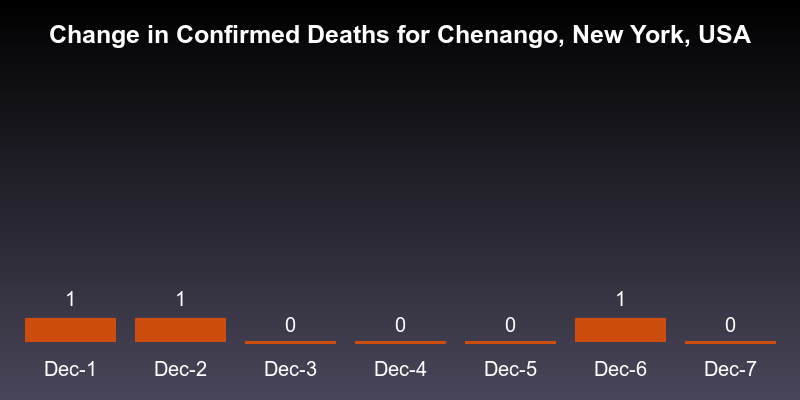 Change in Confirmed Deaths for Chenango, New York, USA
1 1 0 0 0 1 0
Dec-1 Dec-2 Dec-3 Dec-4 Dec-5 Dec-6 Dec-7